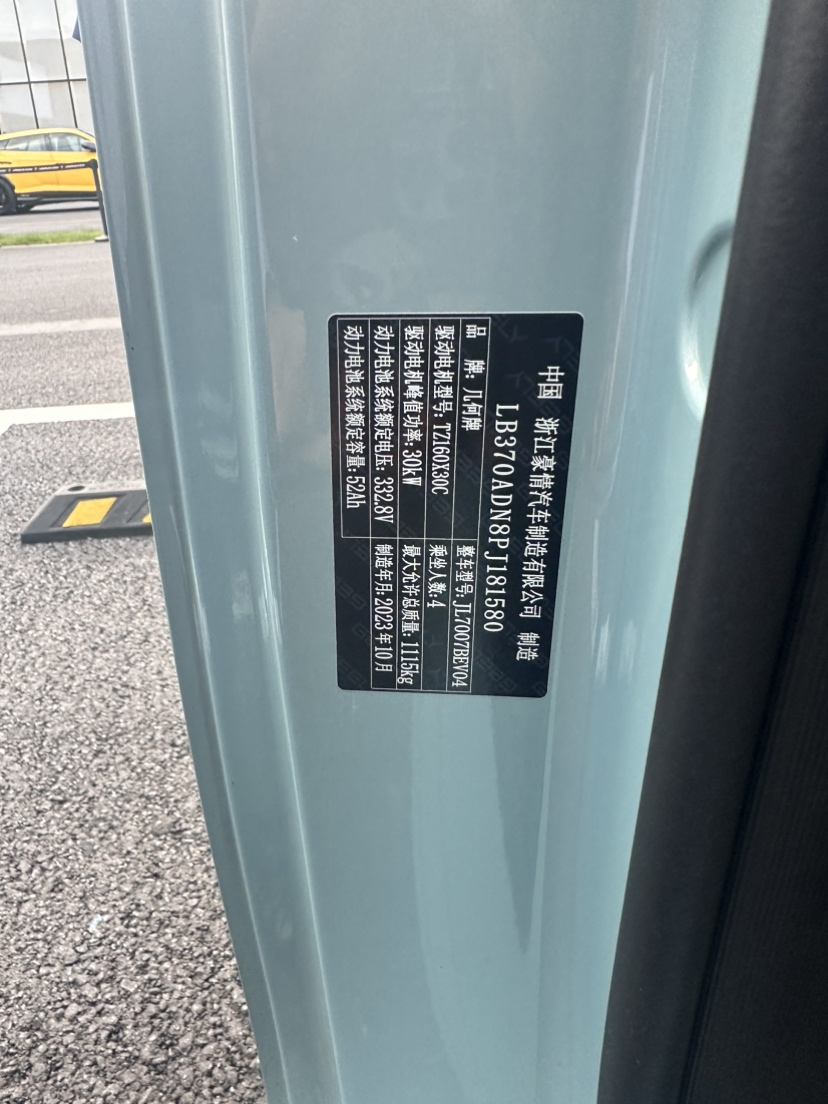 中国 浙江豪情汽车制造有限公司 制造
LB370ADN8PJ181580
品 牌: 几何牌 整车型号: JL7007BEV04
驱动电机型号: TZ160X30C 乘坐人数: 4
驱动电机峰值功率: 30kW 最大允许总质量: 1115kg
动力电池系统额定电压: 332.8V 制造年月: 2023年10月
动力电池系统额定容量: 52Ah